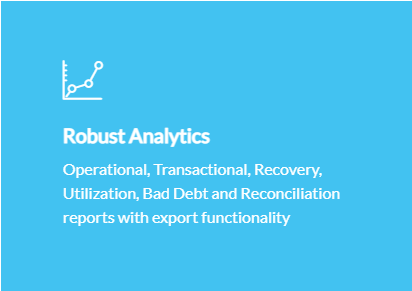 Robust Analytics
Operational, Transactional, Recovery,
Utilization, Bad Debt and Reconciliation
reports with export functionality